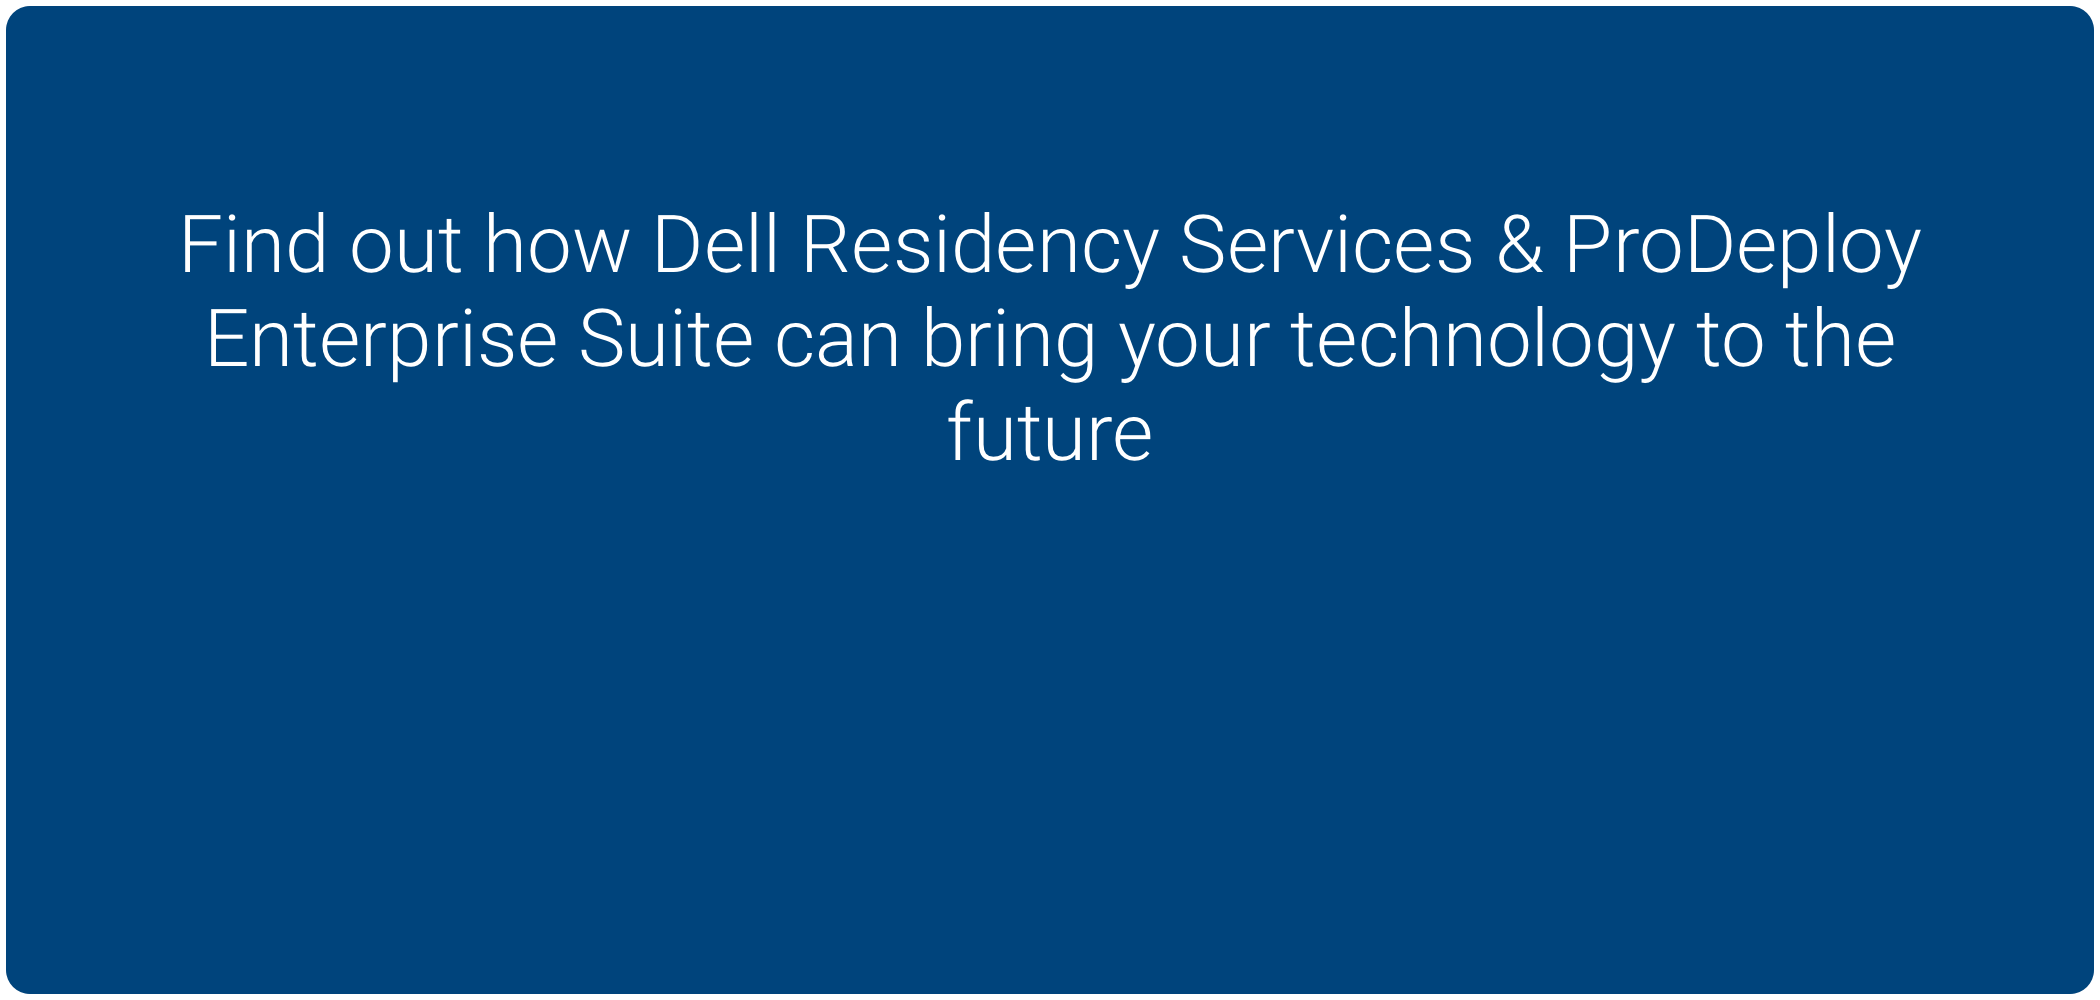 Find out how Dell Residency Services & ProDeploy
Enterprise Suite can bring your technology to the
future